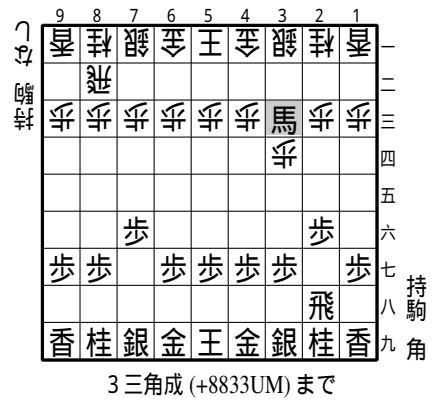 9 8 7 6 5 4 3 2 1
香 桂 銀 金 王 金 銀 桂 香 一
飛 二
歩 歩 歩 歩 歩 歩 馬 歩 歩 三
歩 四
五
歩 歩 六
歩 歩 歩 歩 歩 歩 歩 七
飛 八
香 桂 銀 金 王 金 銀 桂 香 九
持駒 なし
持駒 角
３三角成 (+8833UM) まで